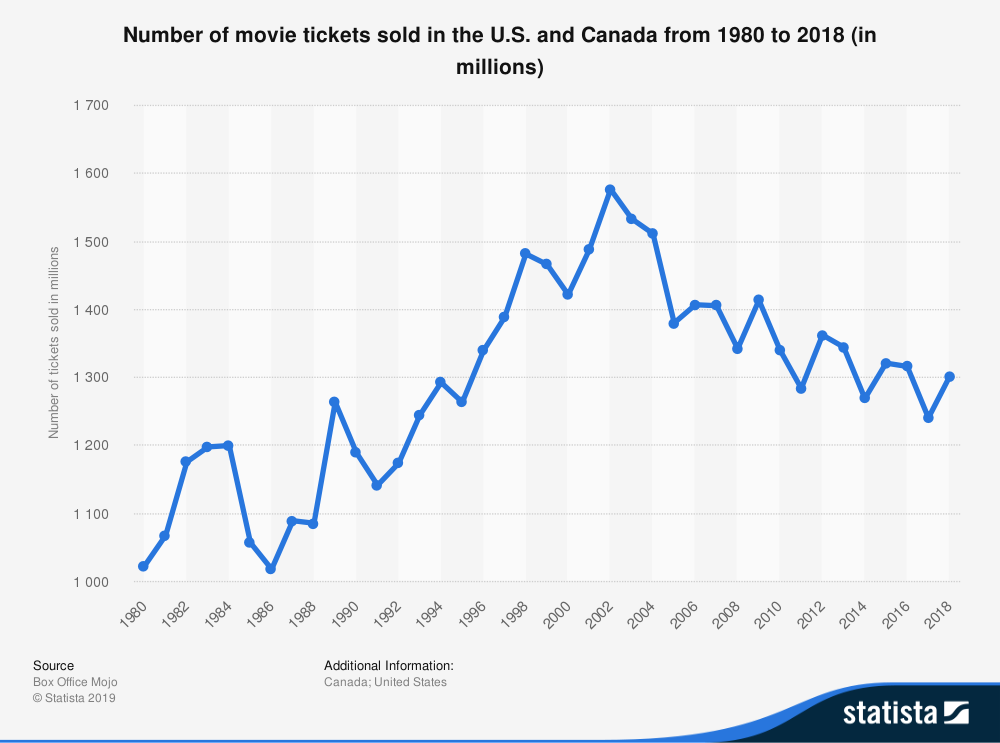 Number of movie tickets sold in the U.S. and Canada from 1980 to 2018 (in
millions)
1 700
1 600
1 500
1 400
1 300
1 200
1 100
1 000
Number of tickets sold in millions
1980 1982 1984 1986 1988 1990 1992 1994 1996 1998 2000 2002 2004 2006 2008 2010 2012 2014 2016 2018
Source
Box Office Mojo
© Statista 2019
Additional Information:
Canada; United States
statista